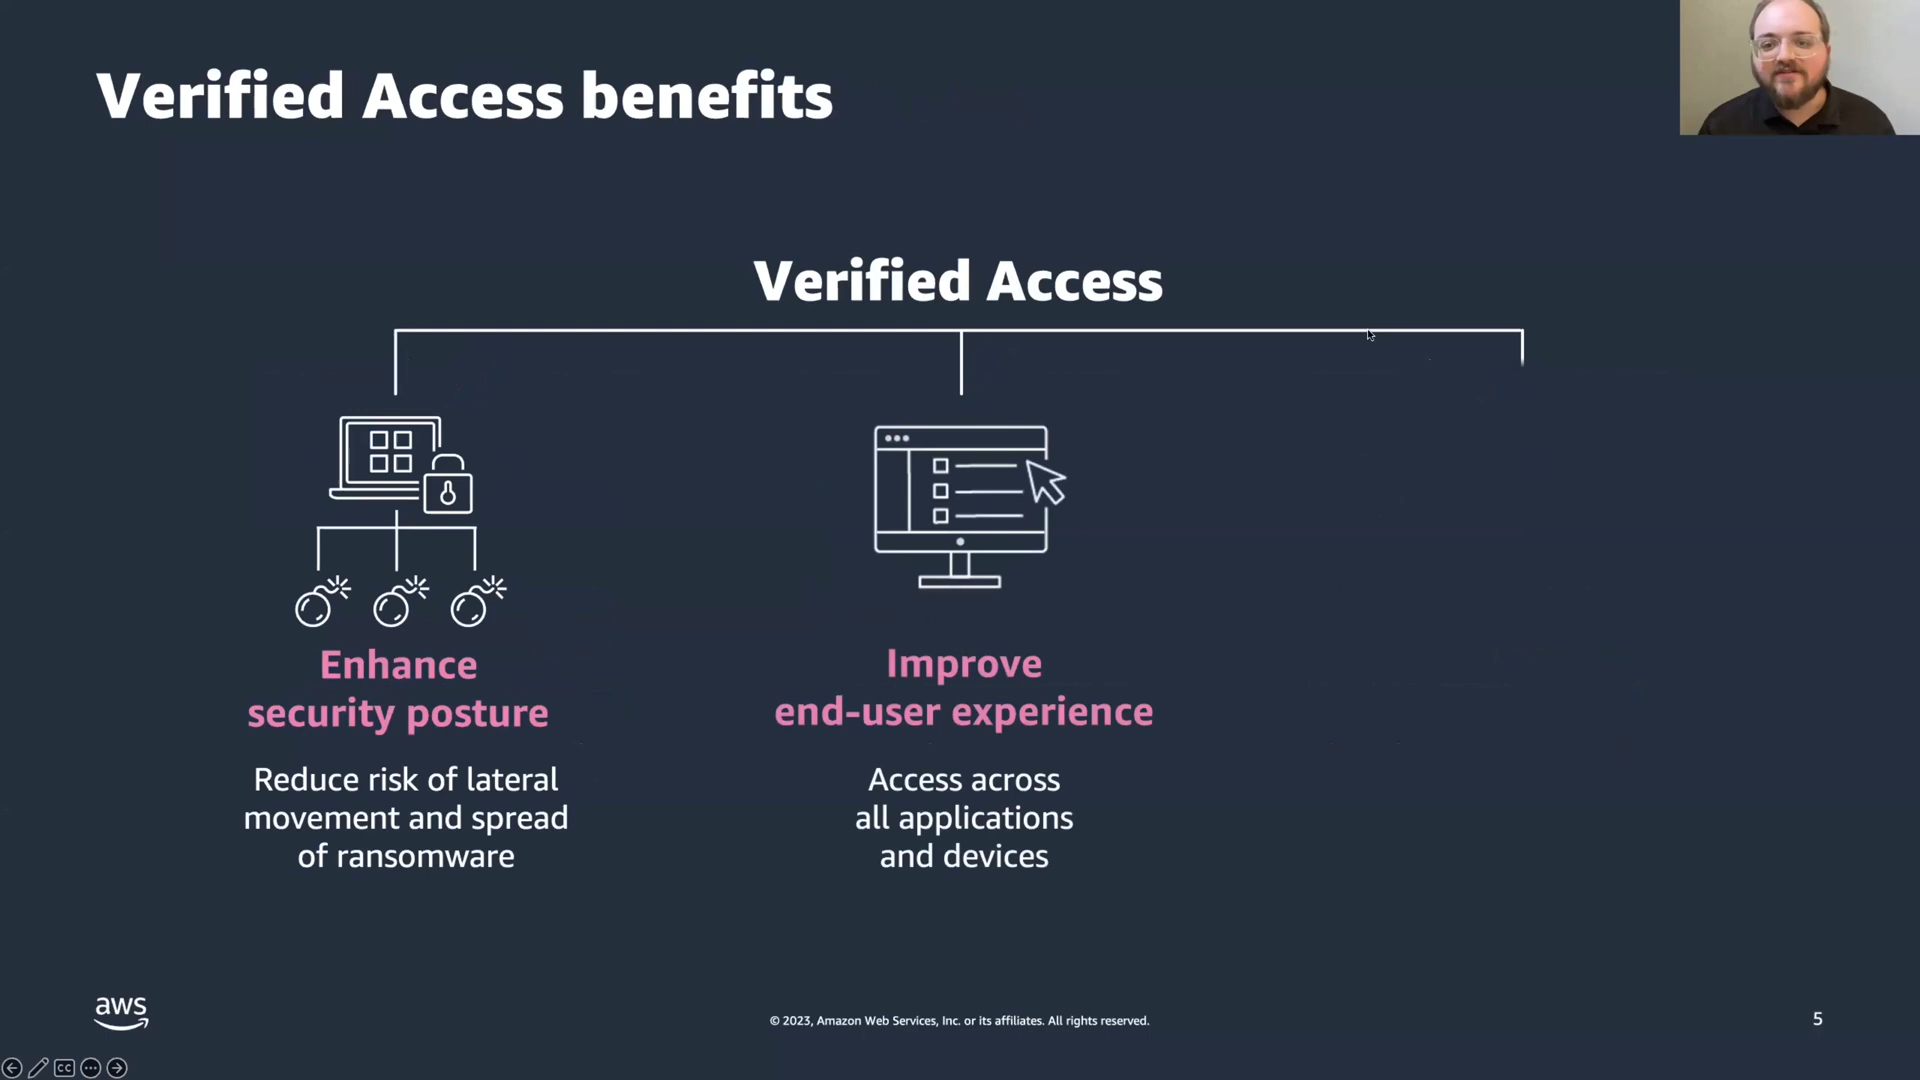 Verified Access benefits
Verified Access
Enhance
security posture
Reduce risk of lateral
movement and spread
of ransomware
Improve
end-user experience
Access across
all applications
and devices
aws
© 2023, Amazon Web Services, Inc. or its affiliates. All rights reserved.
5
CC